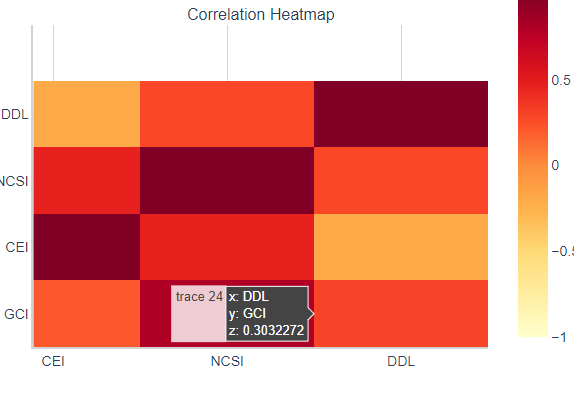 Correlation Heatmap
DDL
NCSI
CEI
GCI
trace 24
x: DDL
y: GCI
z: 0.3032272
CEI
NCSI
DDL
0.5
0
−0.5
−1